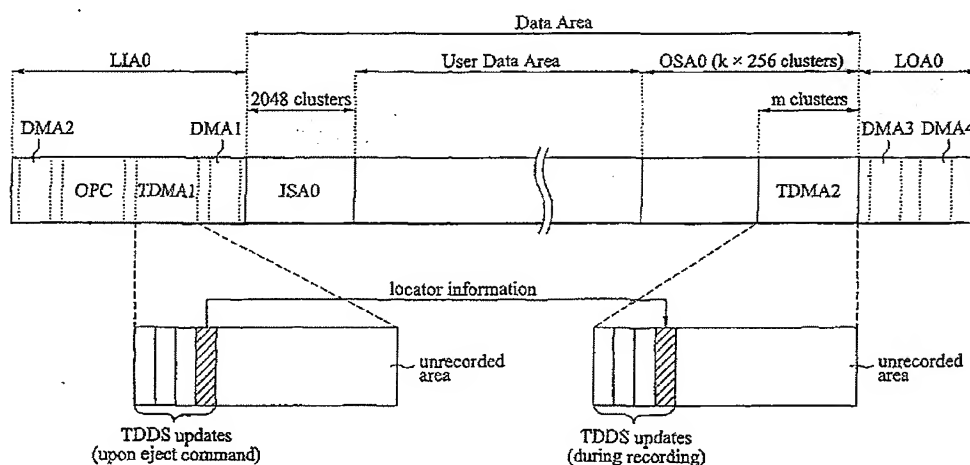 Data Area
LIA0
User Data Area
OSA0 (k × 256 clusters)
LOA0
2048 clusters
m clusters
DMA2
DMA1
DMA3
DMA4
OPC
TDMA1
ISA0
TDMA2
locator information
unrecorded
area
unrecorded
area
TDDS updates
(upon eject command)
TDDS updates
(during recording)